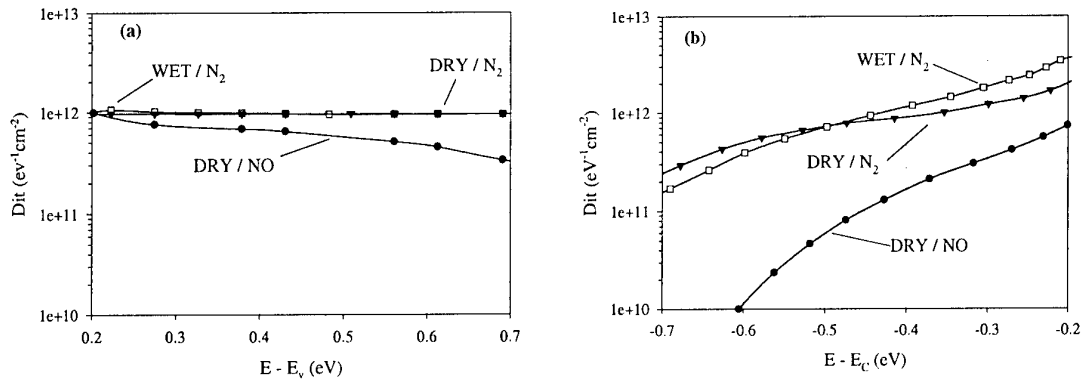 (a)
1e+13
1e+12
1e+11
1e+10
Dit (ev⁻¹cm⁻²)
WET / N₂
DRY / N₂
DRY / NO
0.2 0.3 0.4 0.5 0.6 0.7
E - Eᵥ (eV)
(b)
1e+13
1e+12
1e+11
1e+10
Dit (eV⁻¹cm⁻²)
WET / N₂
DRY / N₂
DRY / NO
-0.7 -0.6 -0.5 -0.4 -0.3 -0.2
E - E_C (eV)